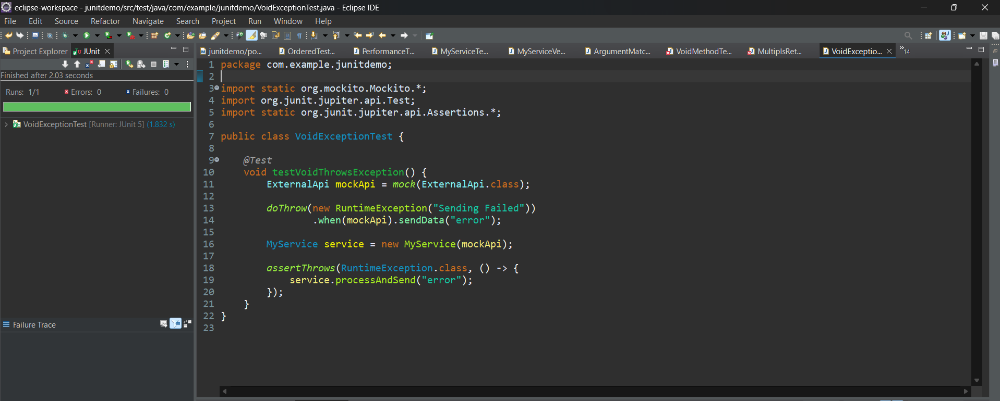 eclipse-workspace - junitdemo/src/test/java/com/example/junitdemo/VoidExceptionTest.java - Eclipse IDE
File Edit Source Refactor Navigate Search Project Run Window Help
Project Explorer JUnit
junitdemo/po... OrderedTest... PerformanceT... MyServiceTe... MyServiceVe... ArgumentMatc... VoidMethodTe... MultiplsRet... VoidExceptio... »14
Finished after 2.03 seconds
Runs: 1/1 Errors: 0 Failures: 0
VoidExceptionTest [Runner: JUnit 5] (1.832 s)
Failure Trace
1 package com.example.junitdemo;
2
3 import static org.mockito.Mockito.*;
4 import org.junit.jupiter.api.Test;
5 import static org.junit.jupiter.api.Assertions.*;
6
7 public class VoidExceptionTest {
8
9     @Test
10     void testVoidThrowsException() {
11         ExternalApi mockApi = mock(ExternalApi.class);
12
13         doThrow(new RuntimeException("Sending Failed"))
14                 .when(mockApi).sendData("error");
15
16         MyService service = new MyService(mockApi);
17
18         assertThrows(RuntimeException.class, () -> {
19             service.processAndSend("error");
20         });
21     }
22 }
23